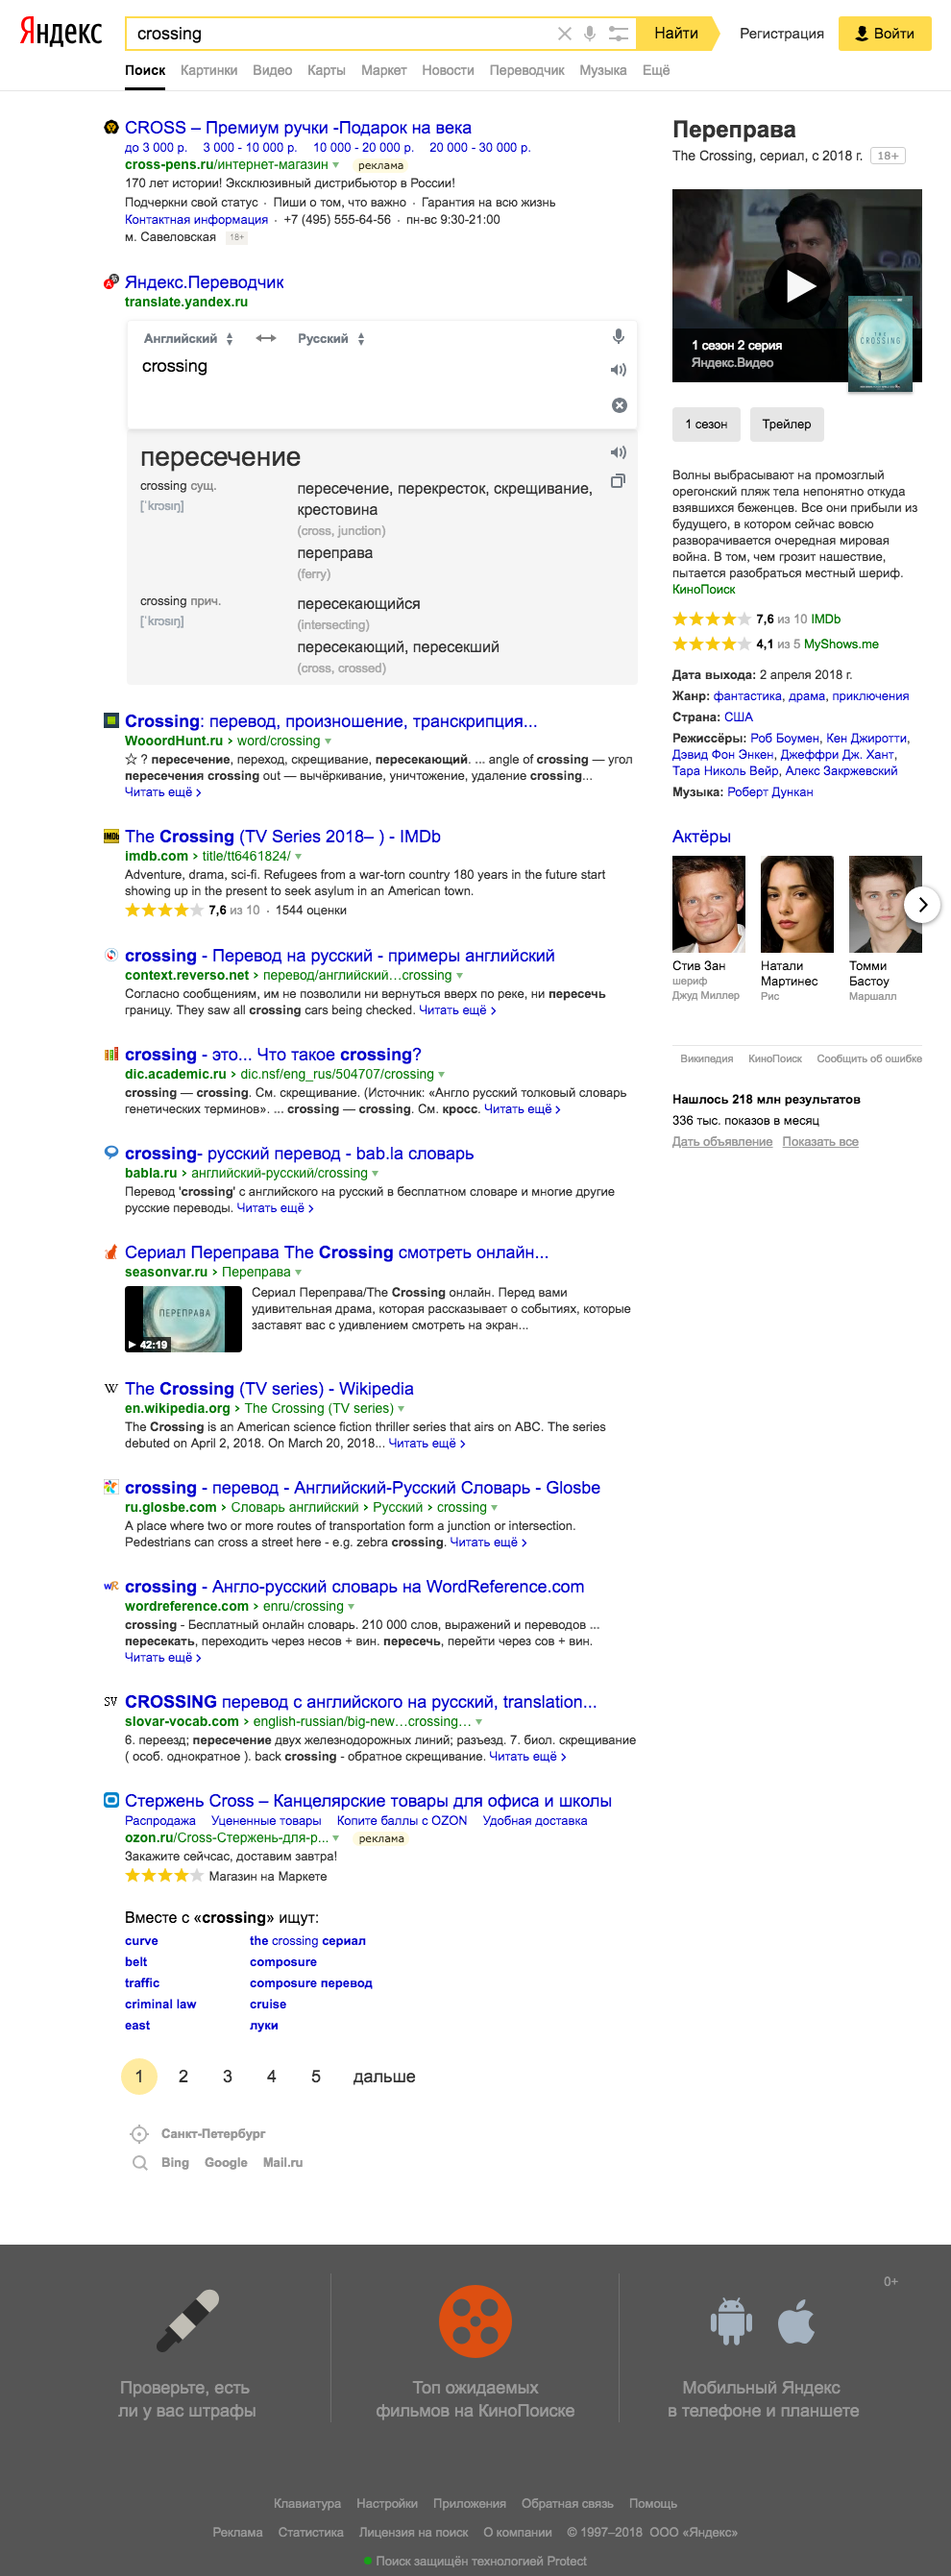 Яндекс
crossing
Найти
Регистрация
Войти
Поиск Картинки Видео Карты Маркет Новости Переводчик Музыка Ещё
CROSS – Премиум ручки -Подарок на века
до 3 000 р. 3 000 - 10 000 р. 10 000 - 20 000 р. 20 000 - 30 000 р.
cross-pens.ru/интернет-магазин реклама
170 лет истории! Эксклюзивный дистрибьютор в России!
Подчеркни свой статус · Пиши о том, что важно · Гарантия на всю жизнь
Контактная информация · +7 (495) 555-64-56 · пн-вс 9:30-21:00
м. Савеловская 18+
Яндекс.Переводчик
translate.yandex.ru
Английский Русский
crossing
пересечение
crossing сущ. пересечение, перекресток, скрещивание,
[ˈkrɔsɪŋ] крестовина
(cross, junction)
переправа
(ferry)
crossing прич. пересекающийся
[ˈkrɔsɪŋ] (intersecting)
пересекающий, пересекший
(cross, crossed)
Crossing: перевод, произношение, транскрипция...
WooordHunt.ru › word/crossing
☆ ? пересечение, переход, скрещивание, пересекающий. ... angle of crossing — угол
пересечения crossing out — вычёркивание, уничтожение, удаление crossing...
Читать ещё ›
The Crossing (TV Series 2018– ) - IMDb
imdb.com › title/tt6461824/
Adventure, drama, sci-fi. Refugees from a war-torn country 180 years in the future start
showing up in the present to seek asylum in an American town.
7,6 из 10 · 1544 оценки
crossing - Перевод на русский - примеры английский
context.reverso.net › перевод/английский…crossing
Согласно сообщениям, им не позволили ни вернуться вверх по реке, ни пересечь
границу. They saw all crossing cars being checked. Читать ещё ›
crossing - это... Что такое crossing?
dic.academic.ru › dic.nsf/eng_rus/504707/crossing
crossing — crossing. См. скрещивание. (Источник: «Англо русский толковый словарь
генетических терминов». ... crossing — crossing. См. кросс. Читать ещё ›
crossing- русский перевод - bab.la словарь
babla.ru › английский-русский/crossing
Перевод 'crossing' с английского на русский в бесплатном словаре и многие другие
русские переводы. Читать ещё ›
Сериал Переправа The Crossing смотреть онлайн...
seasonvar.ru › Переправа
ПЕРЕПРАВА
42:19
Сериал Переправа/The Crossing онлайн. Перед вами
удивительная драма, которая рассказывает о событиях, которые
заставят вас с удивлением смотреть на экран...
The Crossing (TV series) - Wikipedia
en.wikipedia.org › The Crossing (TV series)
The Crossing is an American science fiction thriller series that airs on ABC. The series
debuted on April 2, 2018. On March 20, 2018... Читать ещё ›
crossing - перевод - Английский-Русский Словарь - Glosbe
ru.glosbe.com › Словарь английский › Русский › crossing
A place where two or more routes of transportation form a junction or intersection.
Pedestrians can cross a street here - e.g. zebra crossing. Читать ещё ›
crossing - Англо-русский словарь на WordReference.com
wordreference.com › enru/crossing
crossing - Бесплатный онлайн словарь. 210 000 слов, выражений и переводов ...
пересекать, переходить через несов + вин. пересечь, перейти через сов + вин.
Читать ещё ›
CROSSING перевод с английского на русский, translation...
slovar-vocab.com › english-russian/big-new…crossing…
6. переезд; пересечение двух железнодорожных линий; разъезд. 7. биол. скрещивание
( особ. однократное ). back crossing - обратное скрещивание. Читать ещё ›
Стержень Cross – Канцелярские товары для офиса и школы
Распродажа Уцененные товары Копите баллы с OZON Удобная доставка
ozon.ru/Cross-Стержень-для-р... реклама
Закажите сейчсас, доставим завтра!
Магазин на Маркете
Вместе с «crossing» ищут:
curve the crossing сериал
belt composure
traffic composure перевод
criminal law cruise
east луки
1 2 3 4 5 дальше
Санкт-Петербург
Bing Google Mail.ru
Переправа
The Crossing, сериал, с 2018 г. 18+
THE
CROSSING
1 сезон 2 серия
Яндекс.Видео
1 сезон Трейлер
Волны выбрасывают на промозглый
орегонский пляж тела непонятно откуда
взявшихся беженцев. Все они прибыли из
будущего, в котором сейчас вовсю
разворачивается очередная мировая
война. В том, чем грозит нашествие,
пытается разобраться местный шериф.
КиноПоиск
7,6 из 10 IMDb
4,1 из 5 MyShows.me
Дата выхода: 2 апреля 2018 г.
Жанр: фантастика, драма, приключения
Страна: США
Режиссёры: Роб Боумен, Кен Джиротти,
Дэвид Фон Энкен, Джеффри Дж. Хант,
Тара Николь Вейр, Алекс Закржевский
Музыка: Роберт Дункан
Актёры
Стив Зан Натали Томми
шериф Мартинес Бастоу
Джуд Миллер Рис Маршалл
Википедия КиноПоиск Сообщить об ошибке
Нашлось 218 млн результатов
336 тыс. показов в месяц
Дать объявление Показать все
0+
Проверьте, есть
ли у вас штрафы
Топ ожидаемых
фильмов на КиноПоиске
Мобильный Яндекс
в телефоне и планшете
Клавиатура Настройки Приложения Обратная связь Помощь
Реклама Статистика Лицензия на поиск О компании © 1997–2018 ООО «Яндекс»
Поиск защищён технологией Protect